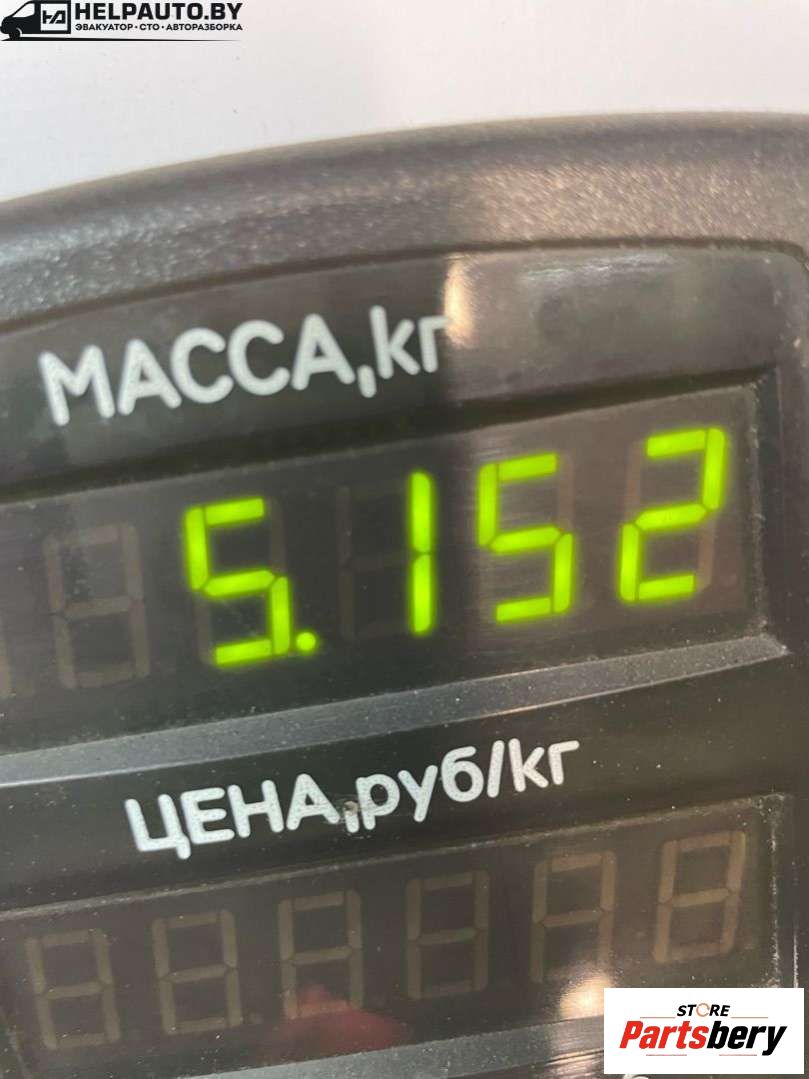 HELPAUTO.BY
ЭВАКУАТОР • СТО • АВТОРАЗБОРКА
МАССА,кг
5.152
ЦЕНА,руб/кг
STORE
Partsbery